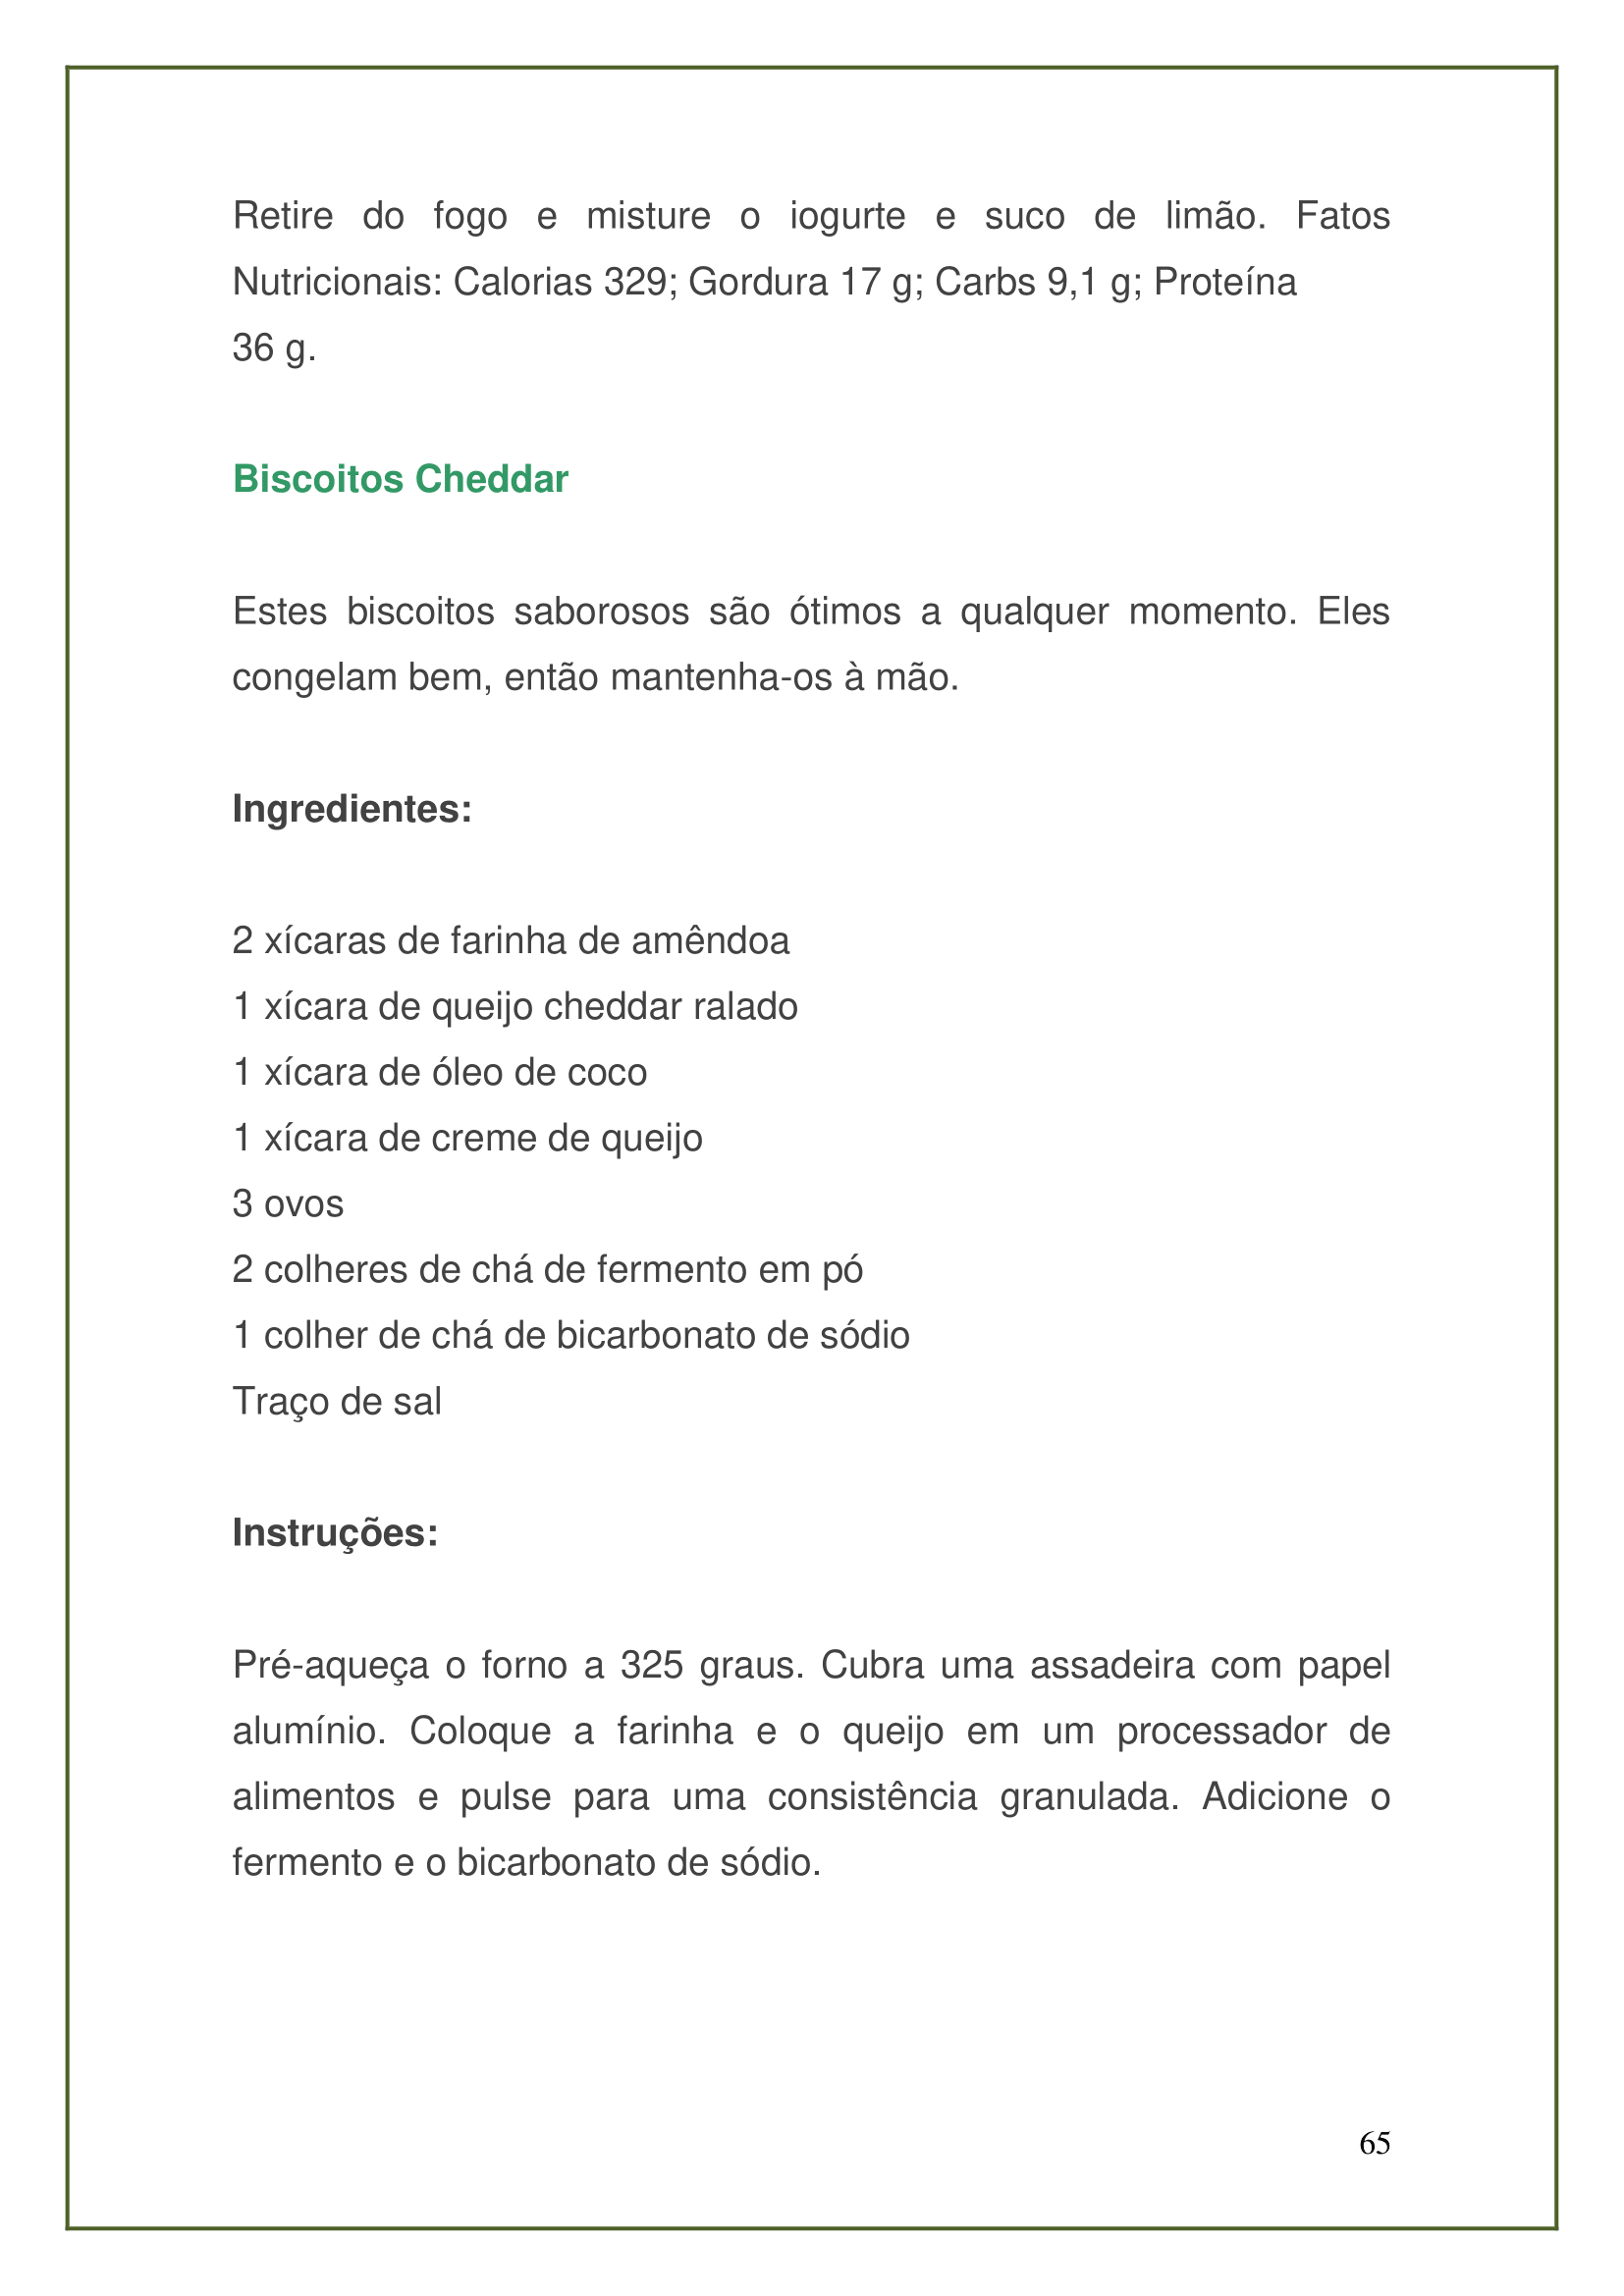 Retire do fogo e misture o iogurte e suco de limão. Fatos
Nutricionais: Calorias 329; Gordura 17 g; Carbs 9,1 g; Proteína
36 g.
Biscoitos Cheddar
Estes biscoitos saborosos são ótimos a qualquer momento. Eles
congelam bem, então mantenha-os à mão.
Ingredientes:
2 xícaras de farinha de amêndoa
1 xícara de queijo cheddar ralado
1 xícara de óleo de coco
1 xícara de creme de queijo
3 ovos
2 colheres de chá de fermento em pó
1 colher de chá de bicarbonato de sódio
Traço de sal
Instruções:
Pré-aqueça o forno a 325 graus. Cubra uma assadeira com papel
alumínio. Coloque a farinha e o queijo em um processador de
alimentos e pulse para uma consistência granulada. Adicione o
fermento e o bicarbonato de sódio.
65